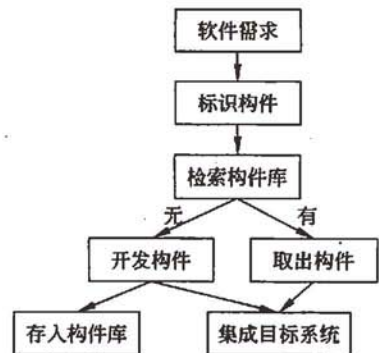 软件需求
标识构件
检索构件库
无
有
开发构件
取出构件
存入构件库
集成目标系统